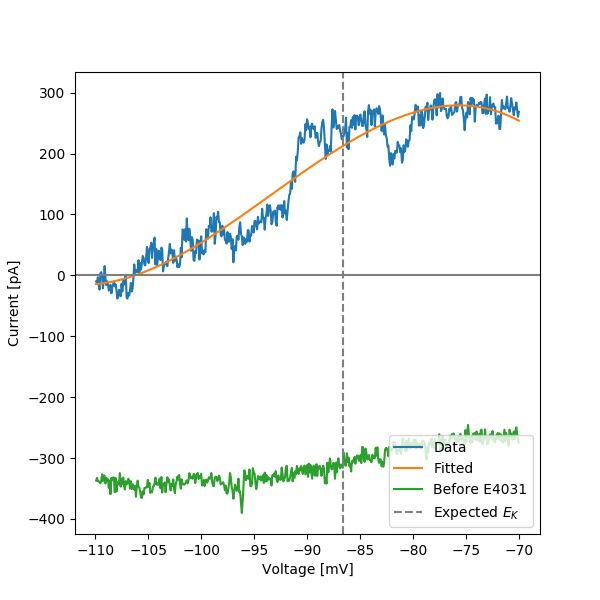 300
200
100
0
−100
−200
−300
−400
Current [pA]
Data
Fitted
Before E4031
Expected $E_K$
−110 −105 −100 −95 −90 −85 −80 −75 −70
Voltage [mV]